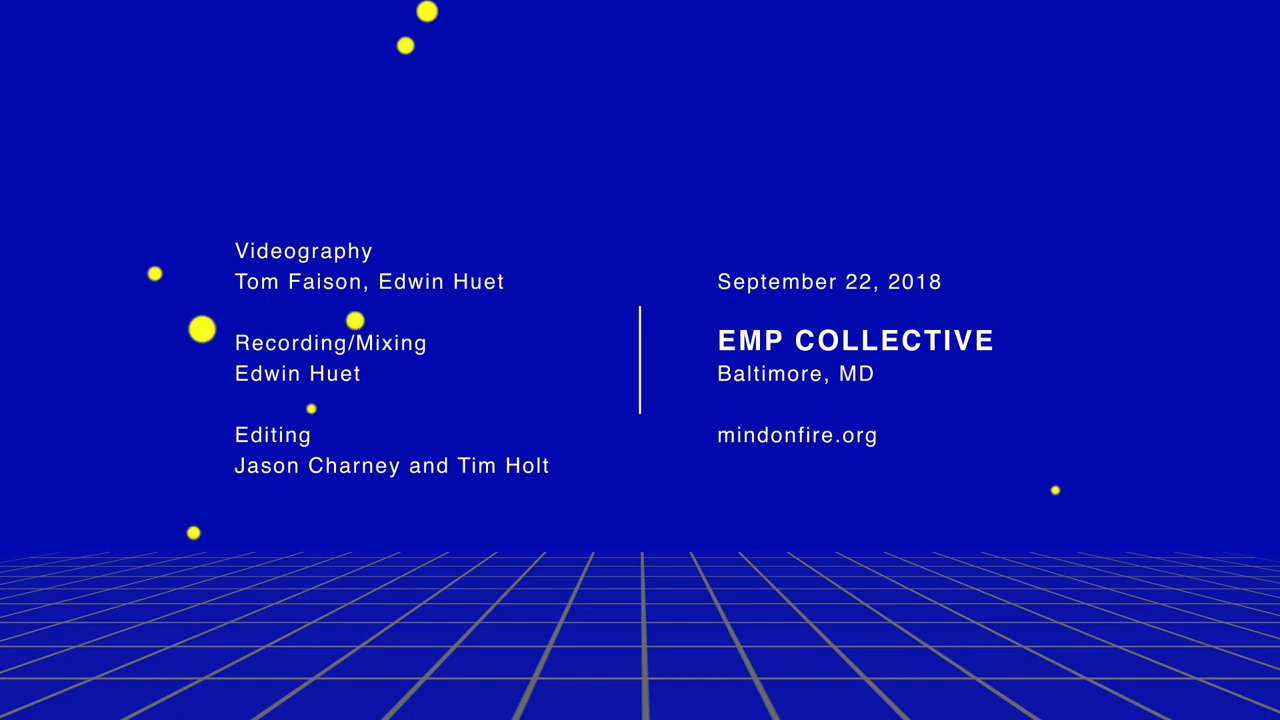 Videography
Tom Faison, Edwin Huet
Recording/Mixing
Edwin Huet
Editing
Jason Charney and Tim Holt
September 22, 2018
EMP COLLECTIVE
Baltimore, MD
mindonfire.org